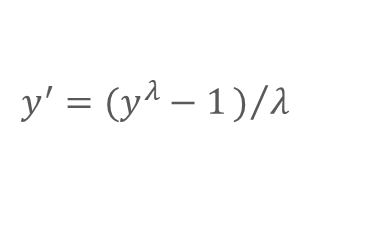 y′ = (y^λ − 1)/λ